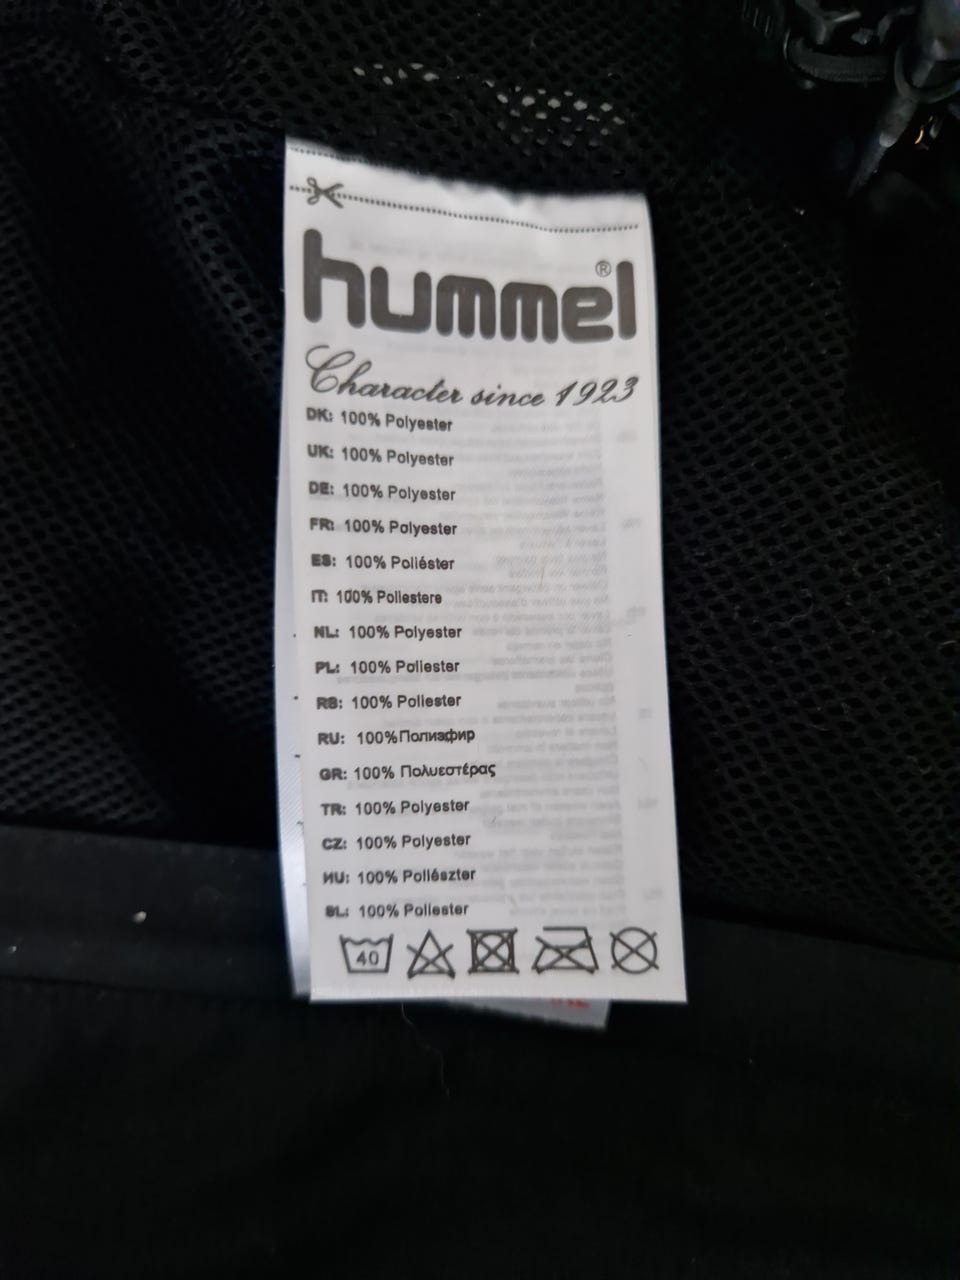 hummel®
Character since 1923
DK: 100% Polyester
UK: 100% Polyester
DE: 100% Polyester
FR: 100% Polyester
ES: 100% Poliéster
IT: 100% Poliestere
NL: 100% Polyester
PL: 100% Poliester
RS: 100% Poliester
RU: 100%Полиэфир
GR: 100% Πολυεστέρας
TR: 100% Polyester
CZ: 100% Polyester
HU: 100% Poliészter
SL: 100% Poliester
40